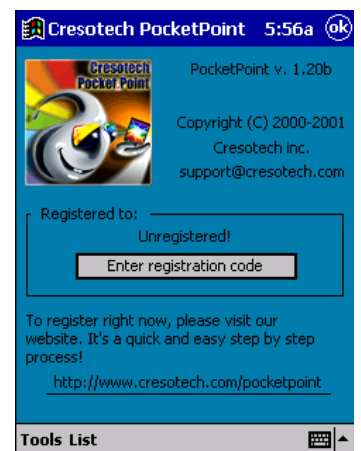 Cresotech PocketPoint 5:56a ok
Cresotech
Pocket Point
PocketPoint v. 1.20b
Copyright (C) 2000-2001
Cresotech inc.
support@cresotech.com
Registered to:
Unregistered!
Enter registration code
To register right now, please visit our
website. It's a quick and easy step by step
process!
http://www.cresotech.com/pocketpoint
Tools List